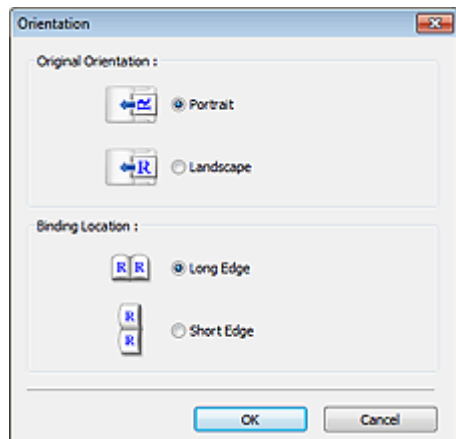 Orientation
Original Orientation :
R
Portrait
R
Landscape
Binding Location :
R R
Long Edge
R
R
Short Edge
OK
Cancel